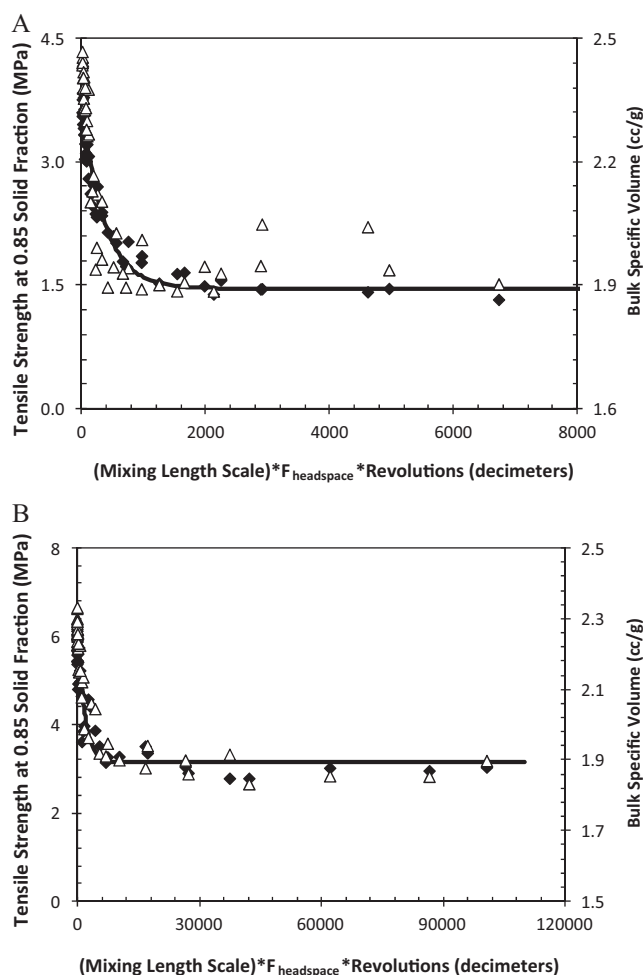 A
Tensile Strength at 0.85 Solid Fraction (MPa)
4.5
3.0
1.5
0.0
2.5
2.2
1.9
1.6
Bulk Specific Volume (cc/g)
0 2000 4000 6000 8000
(Mixing Length Scale)*Fheadspace*Revolutions (decimeters)
B
Tensile Strength at 0.85 Solid Fraction (MPa)
8
6
4
2
0
2.5
2.3
2.1
1.9
1.7
1.5
Bulk Specific Volume (cc/g)
0 30000 60000 90000 120000
(Mixing Length Scale)*Fheadspace*Revolutions (decimeters)